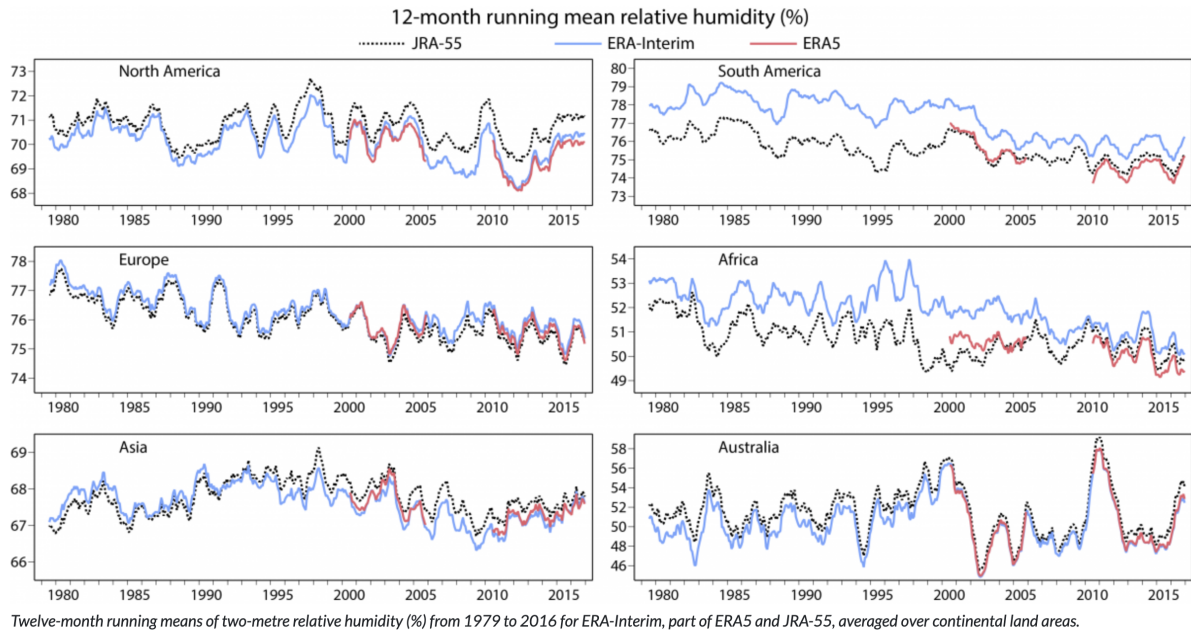 12-month running mean relative humidity (%)
JRA-55 ERA-Interim ERA5
North America
73
72
71
70
69
68
1980 1985 1990 1995 2000 2005 2010 2015
South America
80
79
78
77
76
75
74
73
1980 1985 1990 1995 2000 2005 2010 2015
Europe
78
77
76
75
74
1980 1985 1990 1995 2000 2005 2010 2015
Africa
54
53
52
51
50
49
1980 1985 1990 1995 2000 2005 2010 2015
Asia
69
68
67
66
1980 1985 1990 1995 2000 2005 2010 2015
Australia
58
56
54
52
50
48
46
1980 1985 1990 1995 2000 2005 2010 2015
Twelve-month running means of two-metre relative humidity (%) from 1979 to 2016 for ERA-Interim, part of ERA5 and JRA-55, averaged over continental land areas.